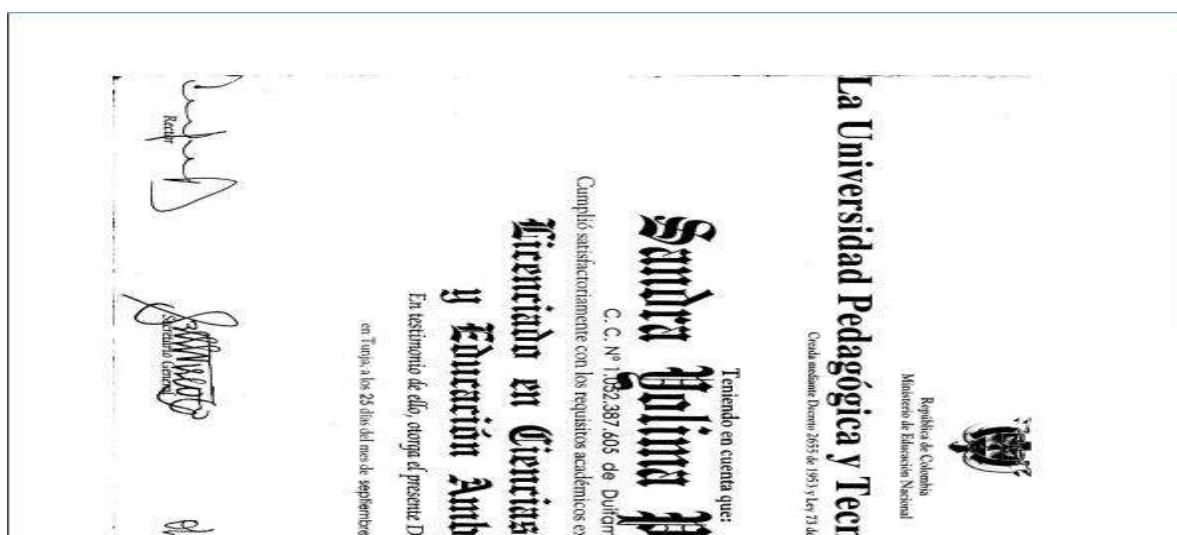 República de Colombia
Ministerio de Educación Nacional
La Universidad Pedagógica y Tecn
Creada mediante Decreto 2655 de 1953 y Ley 73 de
Teniendo en cuenta que:
Sandra Yolima P
C. C. Nº 1.052.387.605 de Duitam
Cumplió satisfactoriamente con los requisitos académicos ex
Licenciado en Ciencias
y Educación Amb
En testimonio de ello, otorga el presente D
en Tunja, a los 25 días del mes de septiembre
Rector
Secretario General